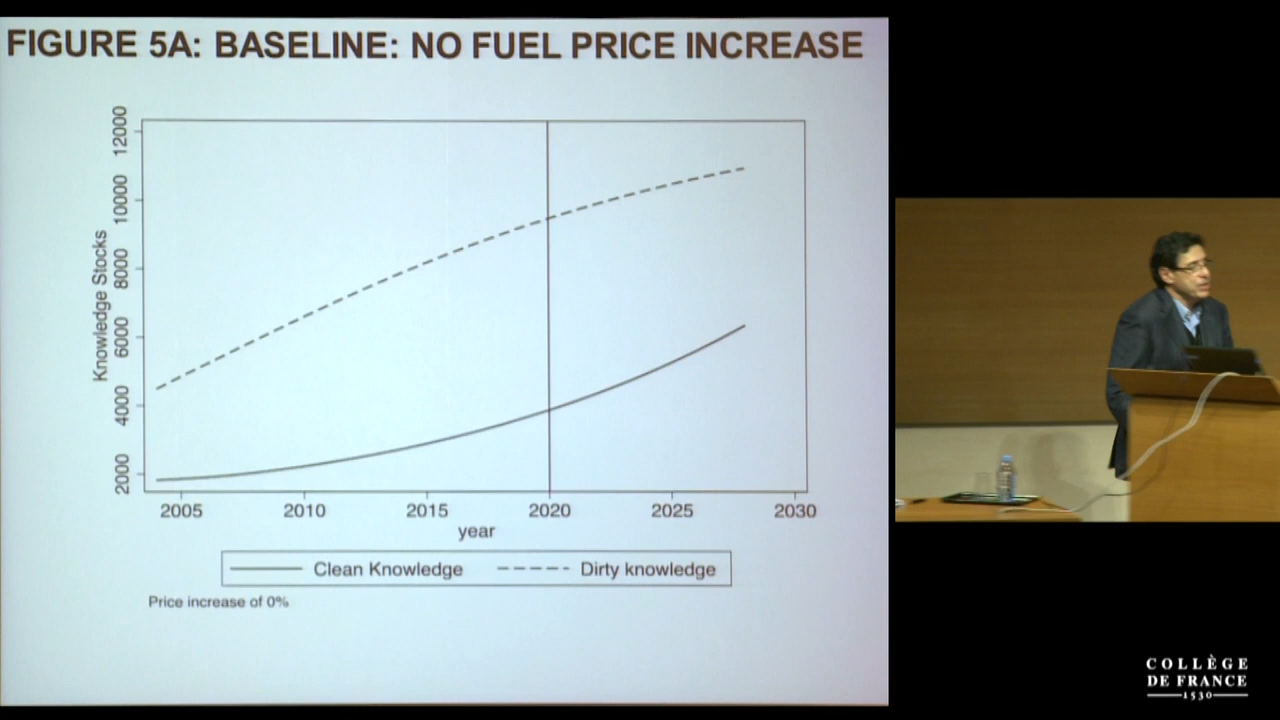 FIGURE 5A: BASELINE: NO FUEL PRICE INCREASE
12000
10000
8000
6000
4000
2000
Knowledge Stocks
2005 2010 2015 2020 2025 2030
year
Clean Knowledge Dirty knowledge
Price increase of 0%
COLLÈGE
DE FRANCE
1530